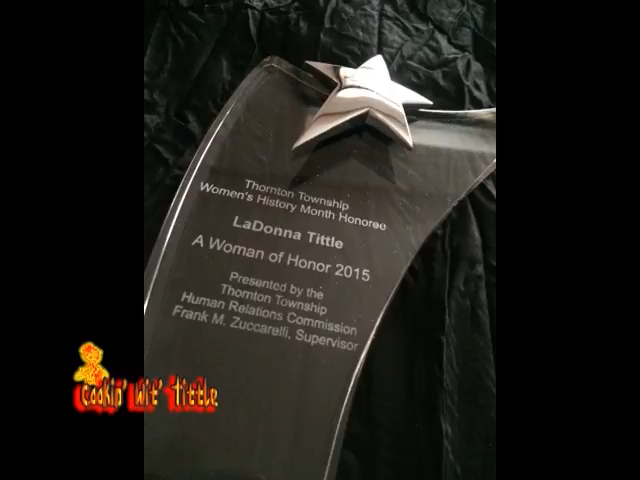 Thornton Township
Women's History Month Honoree
LaDonna Tittle
A Woman of Honor 2015
Presented by the
Thornton Township
Human Relations Commission
Frank M. Zuccarelli, Supervisor
Cookin' Wit' Tittle